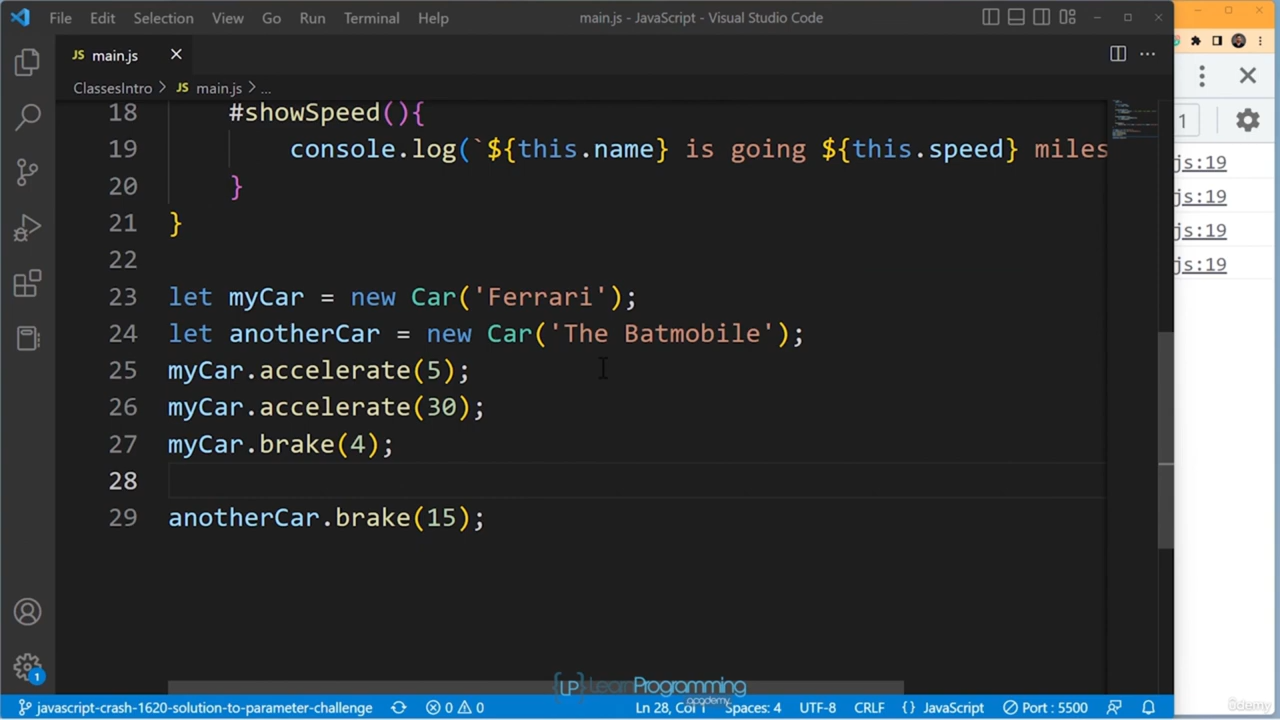 File Edit Selection View Go Run Terminal Help main.js - JavaScript - Visual Studio Code
JS main.js
ClassesIntro > JS main.js > ...
18 #showSpeed(){
19 console.log(`${this.name} is going ${this.speed} miles
20 }
21 }
22
23 let myCar = new Car('Ferrari');
24 let anotherCar = new Car('The Batmobile');
25 myCar.accelerate(5);
26 myCar.accelerate(30);
27 myCar.brake(4);
28
29 anotherCar.brake(15);
1
js:19
js:19
js:19
js:19
1
{LP} LearnProgramming
academy
javascript-crash-1620-solution-to-parameter-challenge 0 0 Ln 28, Col 1 Spaces: 4 UTF-8 CRLF {} JavaScript Port : 5500
ûdemy